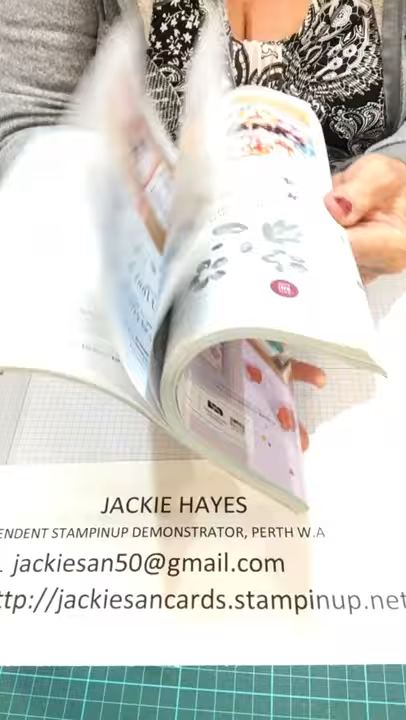 JACKIE HAYES
ENDENT STAMPINUP DEMONSTRATOR, PERTH W.A
jackiesan50@gmail.com
ttp://jackiesancards.stampinup.net